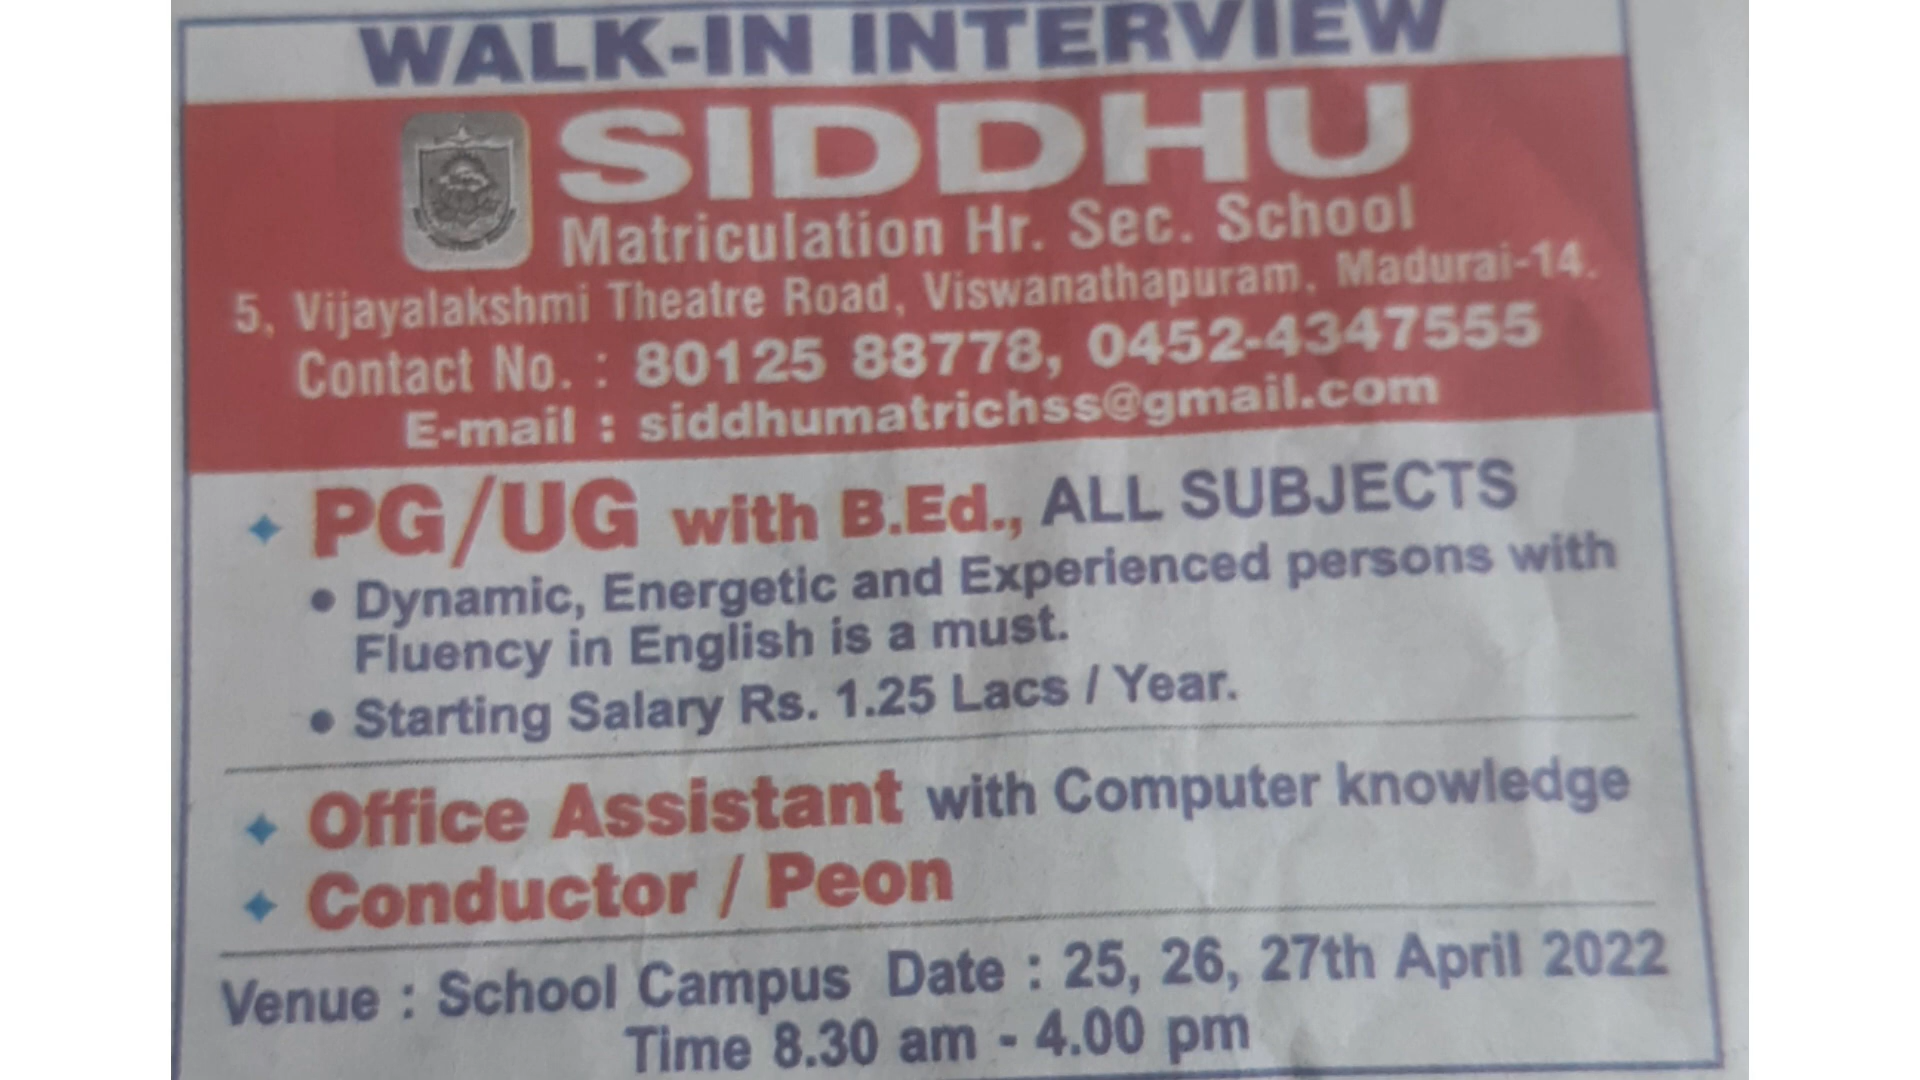 WALK-IN INTERVIEW
SIDDHU
Matriculation Hr. Sec. School
5, Vijayalakshmi Theatre Road, Viswanathapuram, Madurai-14.
Contact No. : 80125 88778, 0452-4347555
E-mail : siddhumatrichss@gmail.com
PG/UG with B.Ed., ALL SUBJECTS
• Dynamic, Energetic and Experienced persons with
Fluency in English is a must.
• Starting Salary Rs. 1.25 Lacs / Year.
Office Assistant with Computer knowledge
Conductor / Peon
Venue : School Campus Date : 25, 26, 27th April 2022
Time 8.30 am - 4.00 pm